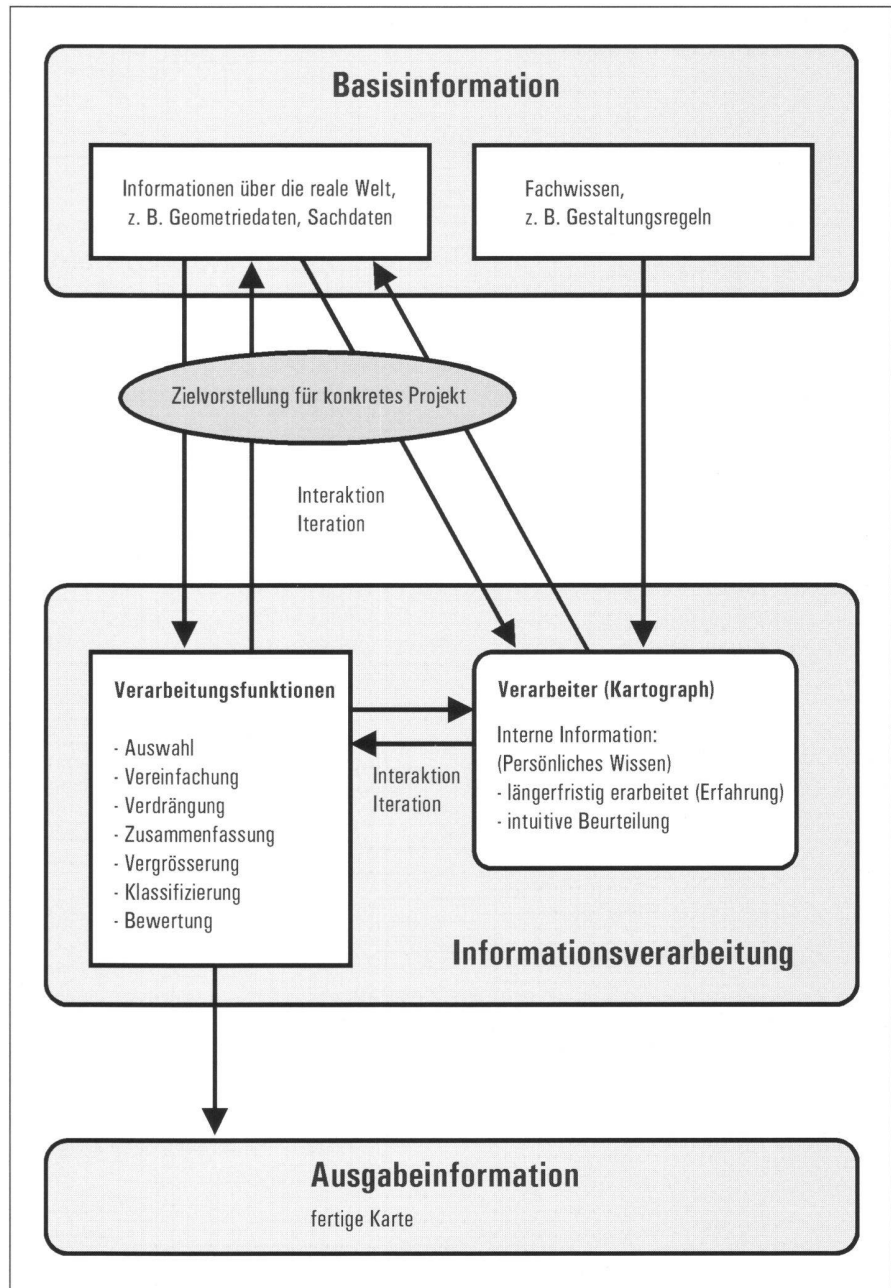 Basisinformation
Informationen über die reale Welt,
z. B. Geometriedaten, Sachdaten
Fachwissen,
z. B. Gestaltungsregeln
Zielvorstellung für konkretes Projekt
Interaktion
Iteration
Verarbeitungsfunktionen
- Auswahl
- Vereinfachung
- Verdrängung
- Zusammenfassung
- Vergrösserung
- Klassifizierung
- Bewertung
Interaktion
Iteration
Verarbeiter (Kartograph)
Interne Information:
(Persönliches Wissen)
- längerfristig erarbeitet (Erfahrung)
- intuitive Beurteilung
Informationsverarbeitung
Ausgabeinformation
fertige Karte